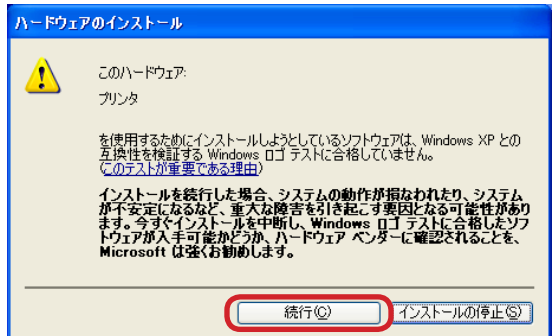 ハードウェアのインストール
このハードウェア:
プリンタ
を使用するためにインストールしようとしているソフトウェアは、Windows XP との
互換性を検証する Windows ロゴ テストに合格していません。
(このテストが重要である理由)
インストールを続行した場合、システムの動作が損なわれたり、システム
が不安定になるなど、重大な障害を引き起こす要因となる可能性があり
ます。今すぐインストールを中断し、Windows ロゴ テストに合格したソフ
トウェアが入手可能かどうか、ハードウェア ベンダーに確認されることを、
Microsoft は強くお勧めします。
続行(C)
インストールの停止(S)